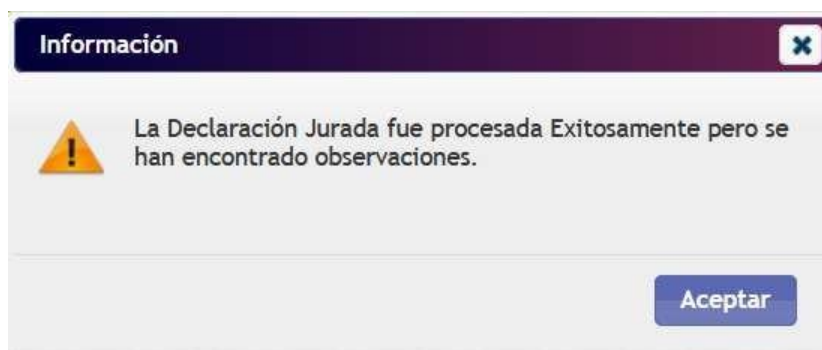 Información
La Declaración Jurada fue procesada Exitosamente pero se
han encontrado observaciones.
Aceptar